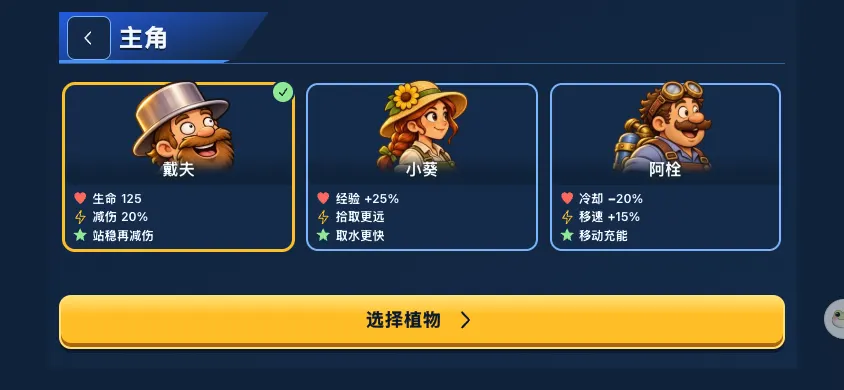 主角
戴夫
生命 125
减伤 20%
站稳再减伤
小葵
经验 +25%
拾取更远
取水更快
阿栓
冷却 −20%
移速 +15%
移动充能
选择植物